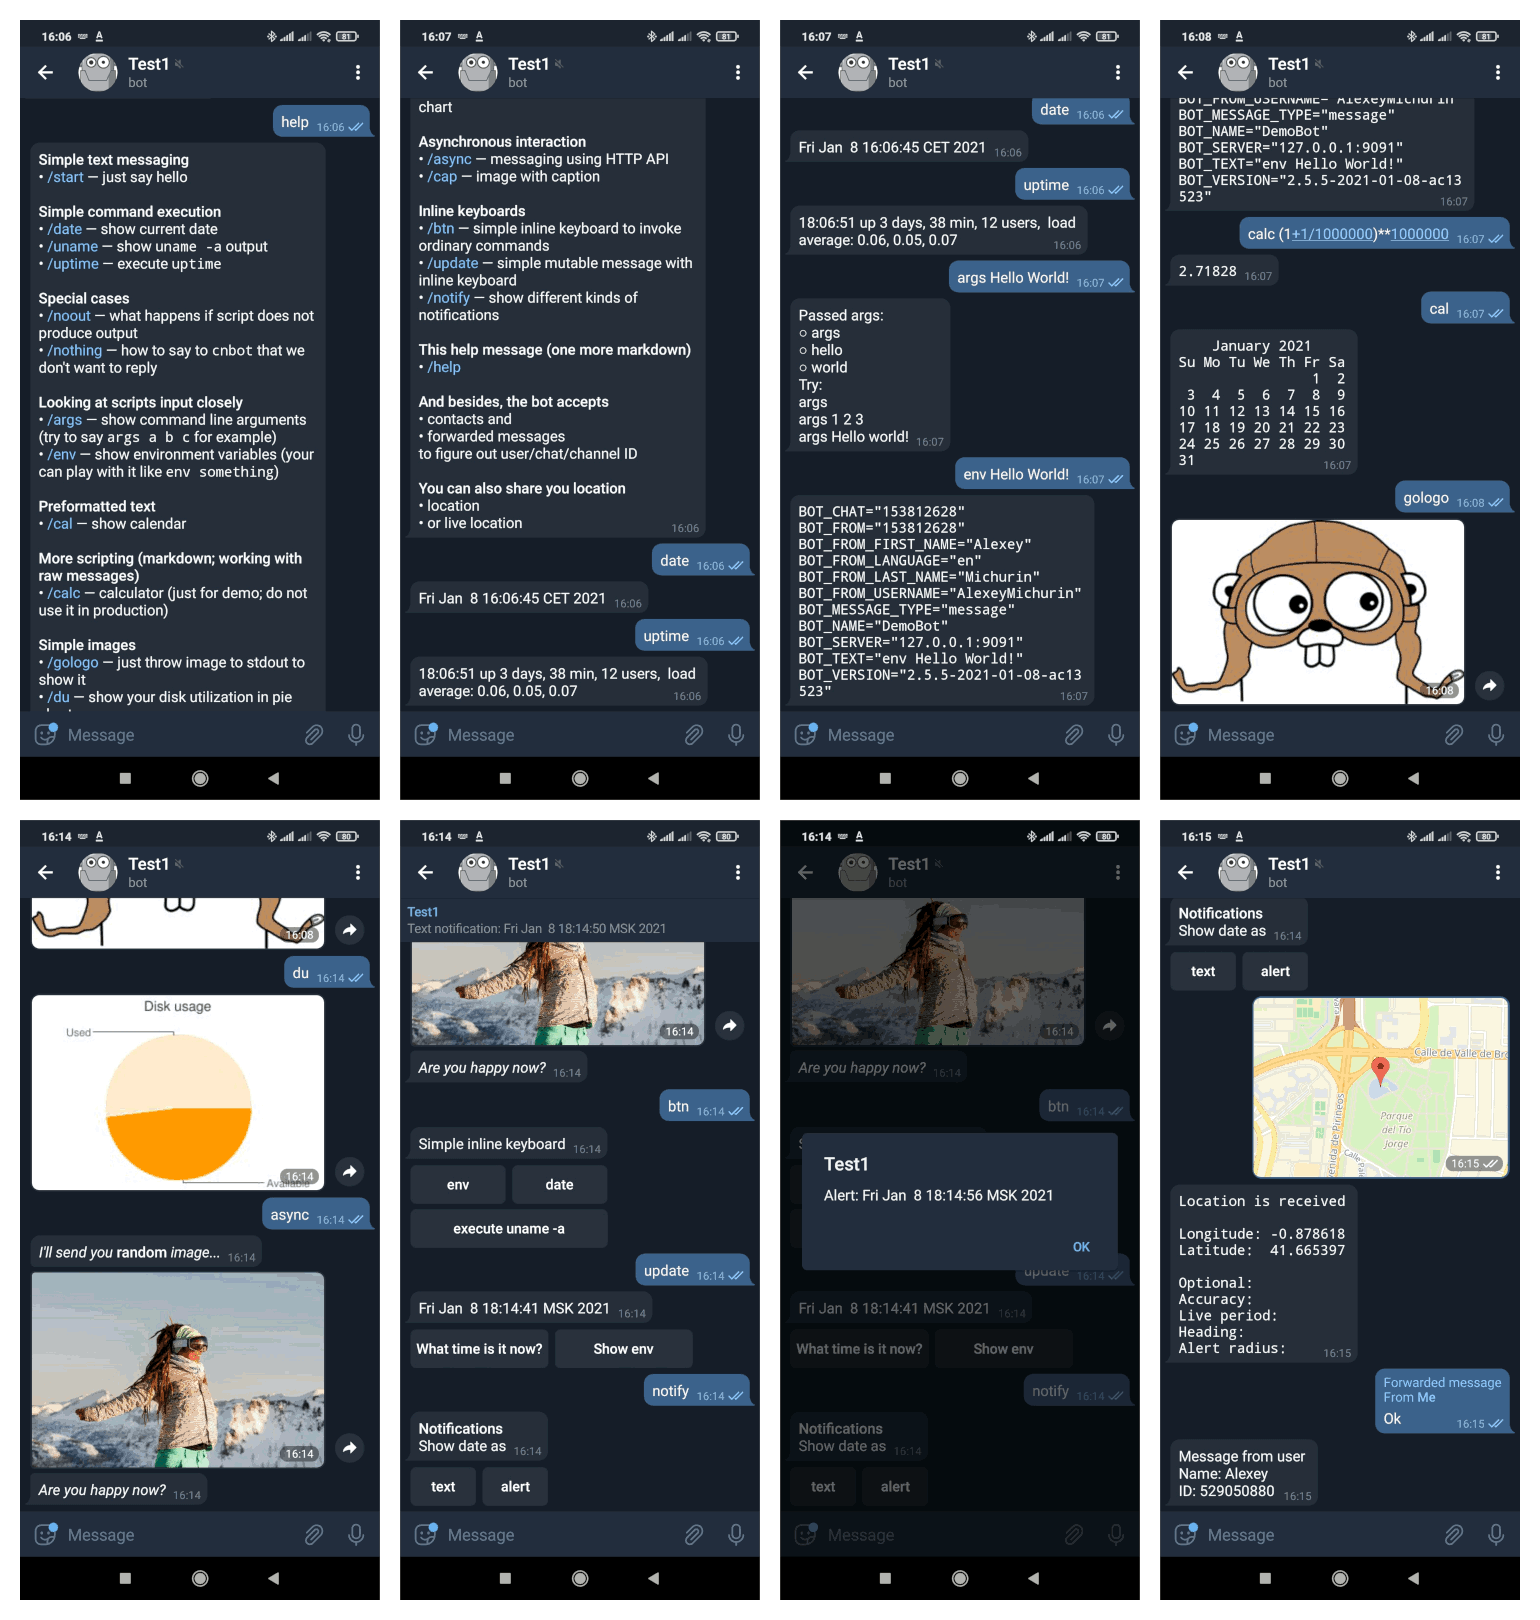 16:06 A 81
Test1
bot
help 16:06
Simple text messaging
• /start — just say hello
Simple command execution
• /date — show current date
• /uname — show uname -a output
• /uptime — execute uptime
Special cases
• /noout — what happens if script does not
produce output
• /nothing — how to say to cnbot that we
don't want to reply
Looking at scripts input closely
• /args — show command line arguments
(try to say args a b c for example)
• /env — show environment variables (your
can play with it like env something)
Preformatted text
• /cal — show calendar
More scripting (markdown; working with
raw messages)
• /calc — calculator (just for demo; do not
use it in production)
Simple images
• /gologo — just throw image to stdout to
show it
• /du — show your disk utilization in pie
Message
16:07 A 81
Test1
bot
chart
Asynchronous interaction
• /async — messaging using HTTP API
• /cap — image with caption
Inline keyboards
• /btn — simple inline keyboard to invoke
ordinary commands
• /update — simple mutable message with
inline keyboard
• /notify — show different kinds of
notifications
This help message (one more markdown)
• /help
And besides, the bot accepts
• contacts and
• forwarded messages
to figure out user/chat/channel ID
You can also share you location
• location
• or live location 16:06
date 16:06
Fri Jan 8 16:06:45 CET 2021 16:06
uptime 16:06
18:06:51 up 3 days, 38 min, 12 users, load
average: 0.06, 0.05, 0.07 16:06
Message
16:07 A 81
Test1
bot
date 16:06
Fri Jan 8 16:06:45 CET 2021 16:06
uptime 16:06
18:06:51 up 3 days, 38 min, 12 users, load
average: 0.06, 0.05, 0.07 16:06
args Hello World! 16:07
Passed args:
○ args
○ hello
○ world
Try:
args
args 1 2 3
args Hello world! 16:07
env Hello World! 16:07
BOT_CHAT="153812628"
BOT_FROM="153812628"
BOT_FROM_FIRST_NAME="Alexey"
BOT_FROM_LANGUAGE="en"
BOT_FROM_LAST_NAME="Michurin"
BOT_FROM_USERNAME="AlexeyMichurin"
BOT_MESSAGE_TYPE="message"
BOT_NAME="DemoBot"
BOT_SERVER="127.0.0.1:9091"
BOT_TEXT="env Hello World!"
BOT_VERSION="2.5.5-2021-01-08-ac13
523" 16:07
Message
16:08 A 81
Test1
bot
BOT_FROM_USERNAME="AlexeyMichurin"
BOT_MESSAGE_TYPE="message"
BOT_NAME="DemoBot"
BOT_SERVER="127.0.0.1:9091"
BOT_TEXT="env Hello World!"
BOT_VERSION="2.5.5-2021-01-08-ac13
523" 16:07
calc (1+1/1000000)**1000000 16:07
2.71828 16:07
cal 16:07
January 2021
Su Mo Tu We Th Fr Sa
1 2
3 4 5 6 7 8 9
10 11 12 13 14 15 16
17 18 19 20 21 22 23
24 25 26 27 28 29 30
31 16:07
gologo 16:08
16:08
Message
16:14 A 80
Test1
bot
16:08
du 16:14
Disk usage
Used
Available
16:14
async 16:14
I'll send you random image... 16:14
16:14
Are you happy now? 16:14
Message
16:14 A 80
Test1
bot
Test1
Text notification: Fri Jan 8 18:14:50 MSK 2021
16:14
Are you happy now? 16:14
btn 16:14
Simple inline keyboard 16:14
env date
execute uname -a
update 16:14
Fri Jan 8 18:14:41 MSK 2021 16:14
What time is it now? Show env
notify 16:14
Notifications
Show date as 16:14
text alert
Message
16:14 A 80
Test1
bot
16:14
Are you happy now? 16:14
btn 16:14
Test1
Alert: Fri Jan 8 18:14:56 MSK 2021
OK
update 16:14
Fri Jan 8 18:14:41 MSK 2021 16:14
What time is it now? Show env
notify 16:14
Notifications
Show date as 16:14
text alert
Message
16:15 A 80
Test1
bot
Notifications
Show date as 16:14
text alert
Calle de Valle de Bro
Parque
del Tío
Jorge
enida de Pirineos
16:15
Location is received
Longitude: -0.878618
Latitude: 41.665397
Optional:
Accuracy:
Live period:
Heading:
Alert radius: 16:15
Forwarded message
From Me
Ok 16:15
Message from user
Name: Alexey
ID: 529050880 16:15
Message